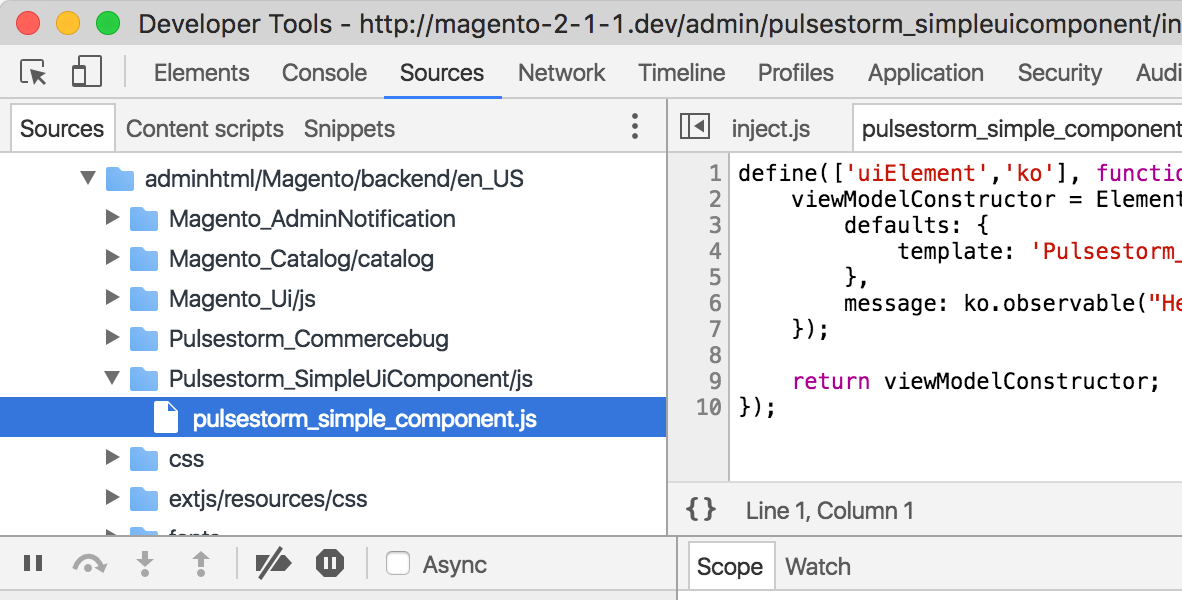 Developer Tools - http://magento-2-1-1.dev/admin/pulsestorm_simpleuicomponent/in
Elements Console Sources Network Timeline Profiles Application Security Audi
Sources Content scripts Snippets
inject.js pulsestorm_simple_component
adminhtml/Magento/backend/en_US
Magento_AdminNotification
Magento_Catalog/catalog
Magento_Ui/js
Pulsestorm_Commercebug
Pulsestorm_SimpleUiComponent/js
pulsestorm_simple_component.js
css
extjs/resources/css
fonts
1 define(['uiElement','ko'], functio
2 viewModelConstructor = Element
3 defaults: {
4 template: 'Pulsestorm_
5 },
6 message: ko.observable("He
7 });
8
9 return viewModelConstructor;
10 });
{} Line 1, Column 1
Async
Scope Watch